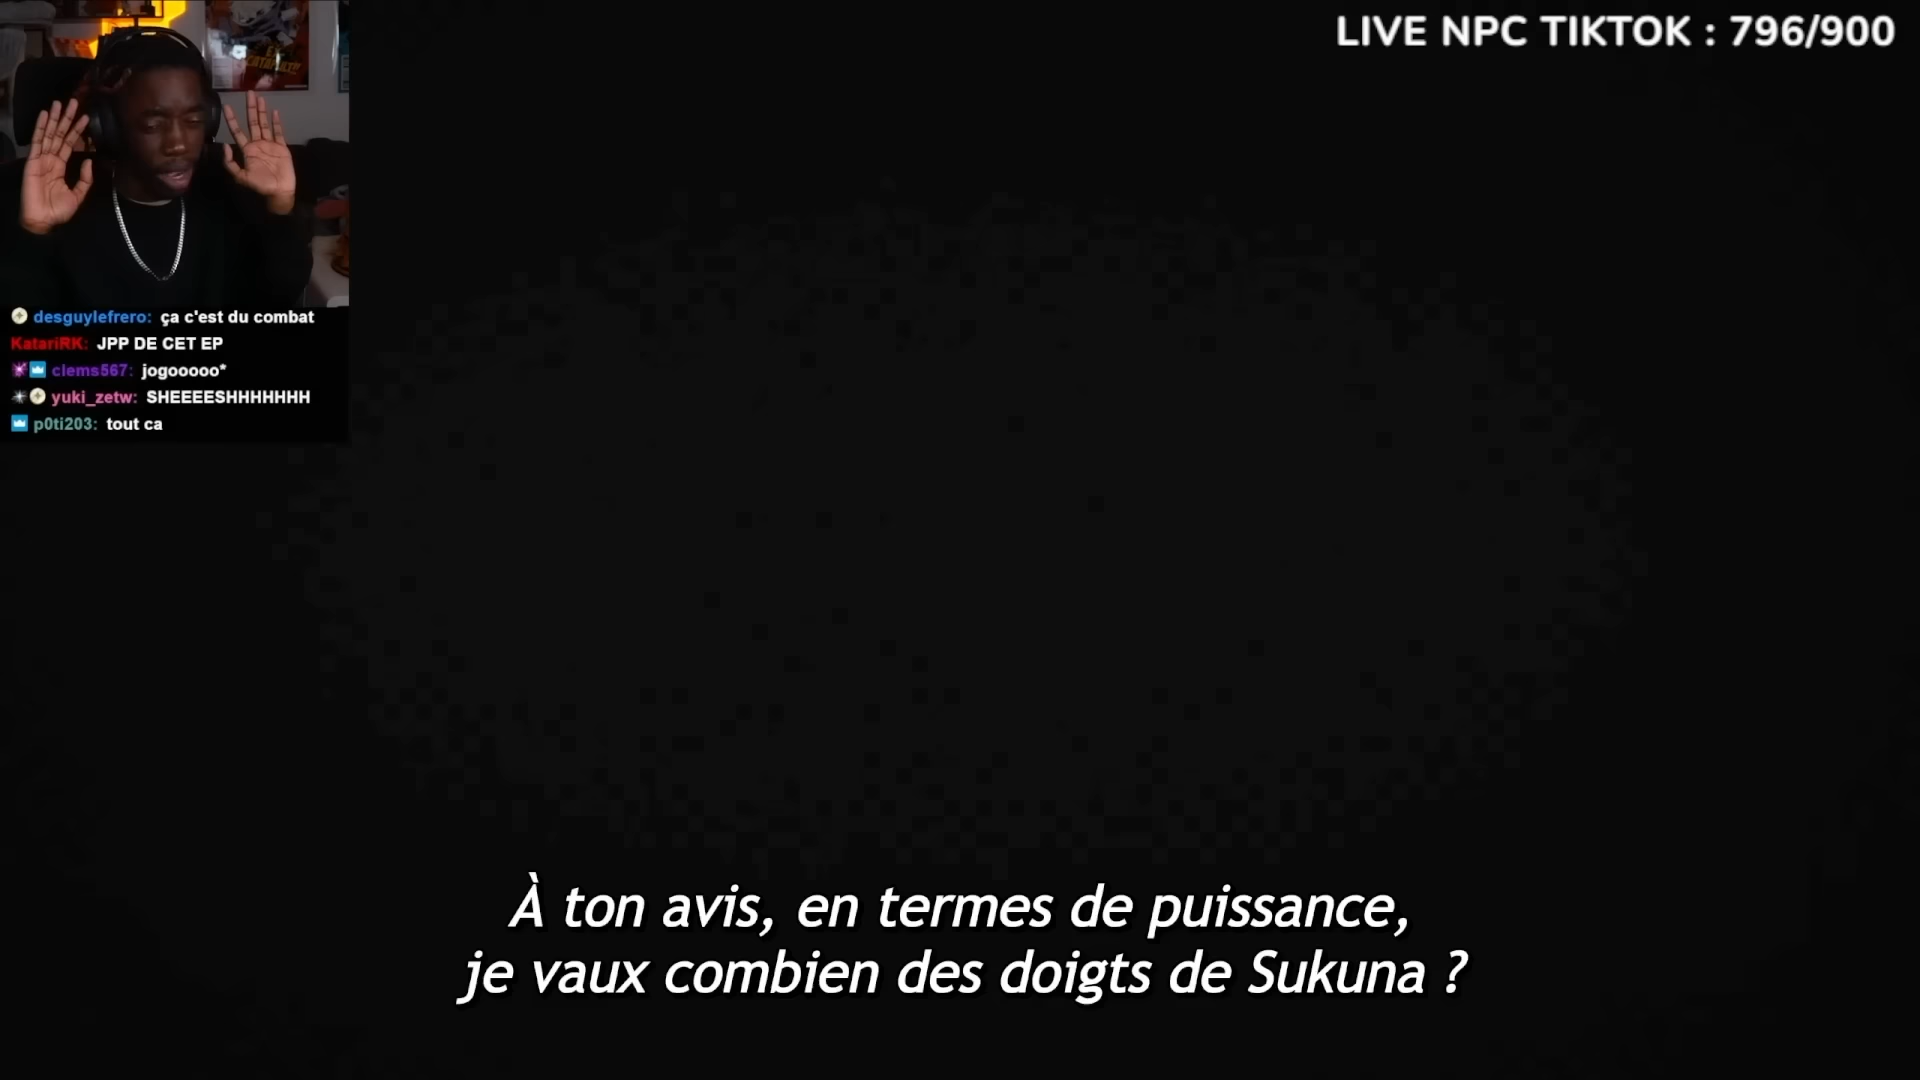 LIVE NPC TIKTOK : 796/900
desguylefrero: ça c'est du combat
KatariRK: JPP DE CET EP
clems567: jogooooo*
yuki_zetw: SHEEEESHHHHHHH
p0ti203: tout ca
À ton avis, en termes de puissance,
je vaux combien des doigts de Sukuna ?